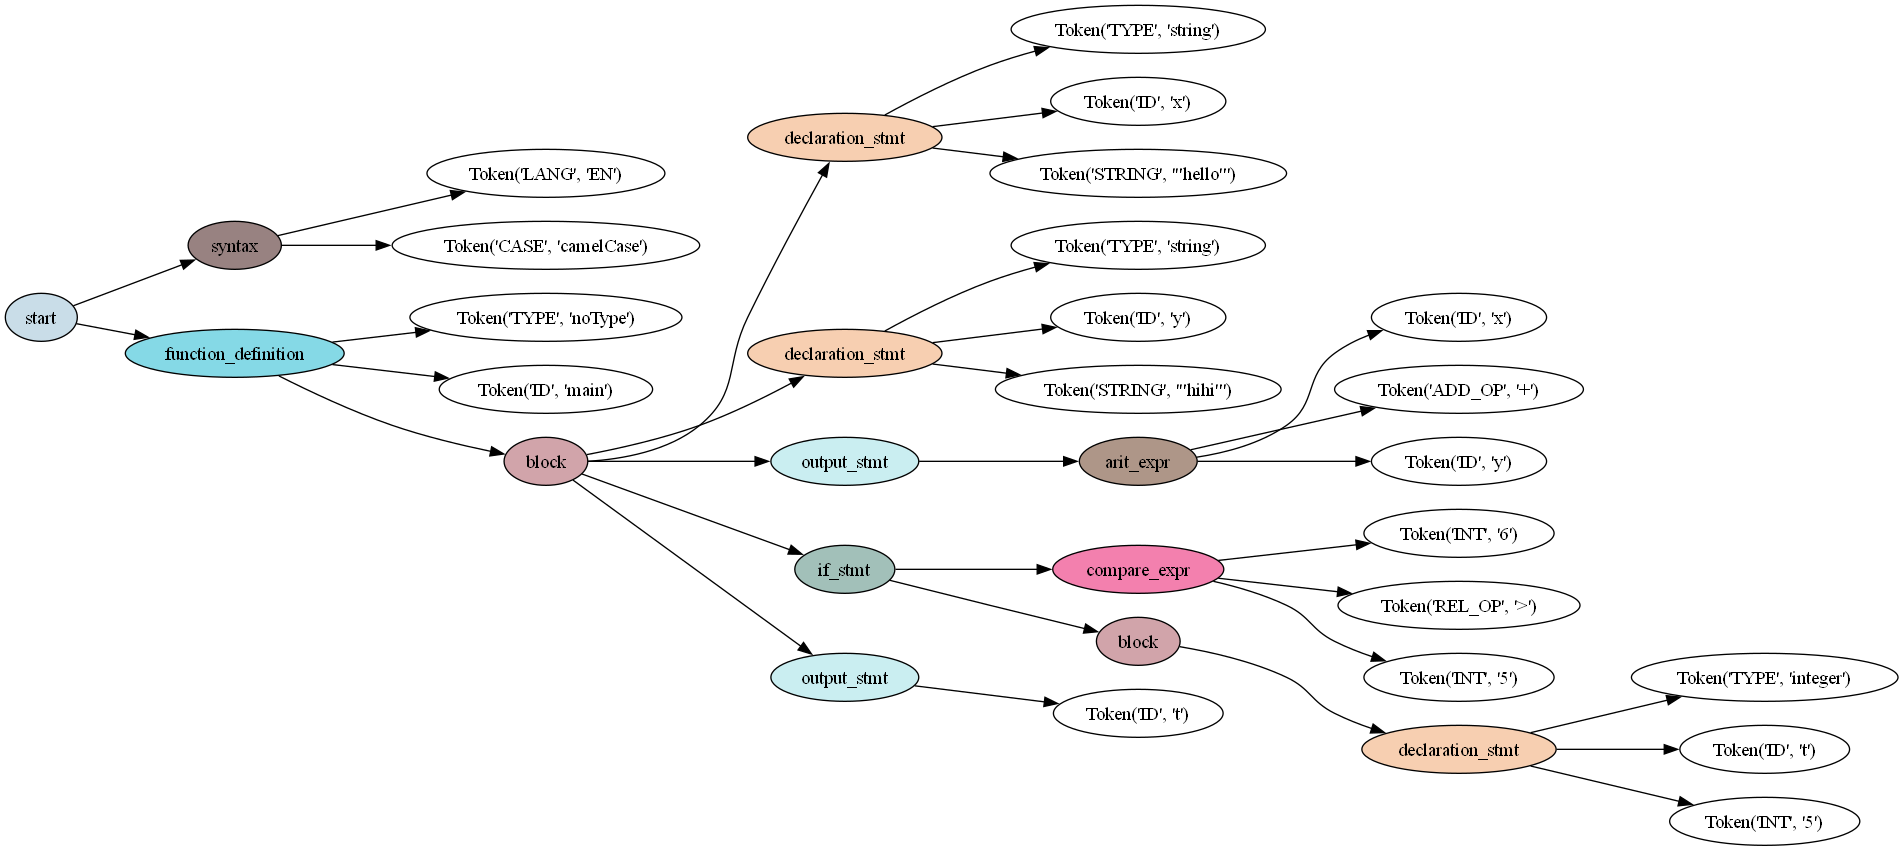 start
syntax
Token('LANG', 'EN')
Token('CASE', 'camelCase')
function_definition
Token('TYPE', 'noType')
Token('ID', 'main')
block
declaration_stmt
Token('TYPE', 'string')
Token('ID', 'x')
Token('STRING', "'hello'")
declaration_stmt
Token('TYPE', 'string')
Token('ID', 'y')
Token('STRING', "'hihi'")
output_stmt
arit_expr
Token('ID', 'x')
Token('ADD_OP', '+')
Token('ID', 'y')
if_stmt
compare_expr
Token('INT', '6')
Token('REL_OP', '>')
Token('INT', '5')
block
declaration_stmt
Token('TYPE', 'integer')
Token('ID', 't')
Token('INT', '5')
output_stmt
Token('ID', 't')